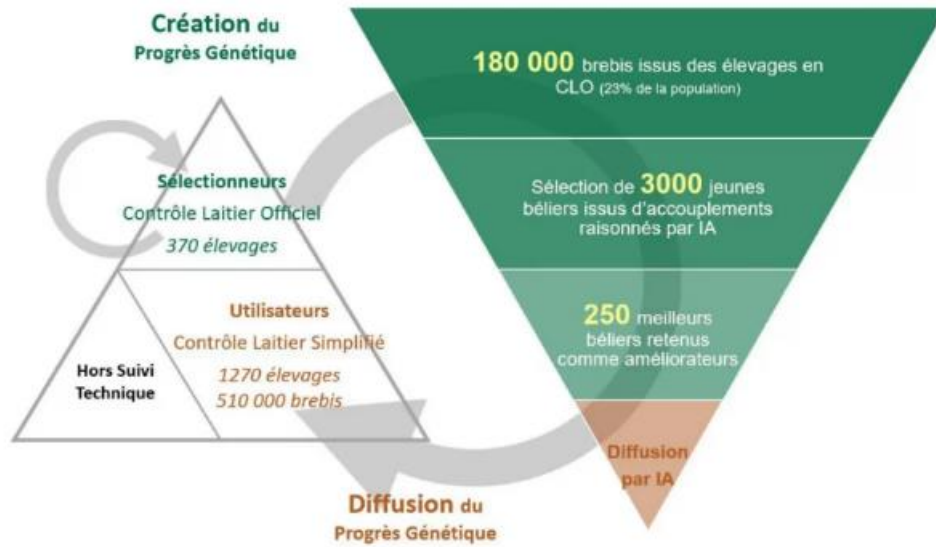 Création du
Progrès Génétique
Sélectionneurs
Contrôle Laitier Officiel
370 élevages
Utilisateurs
Contrôle Laitier Simplifié
1270 élevages
510 000 brebis
Hors Suivi
Technique
Diffusion du
Progrès Génétique
180 000 brebis issus des élevages en
CLO (23% de la population)
Sélection de 3000 jeunes
béliers issus d'accouplements
raisonnés par IA
250 meilleurs
béliers retenus
comme améliorateurs
Diffusion
par IA